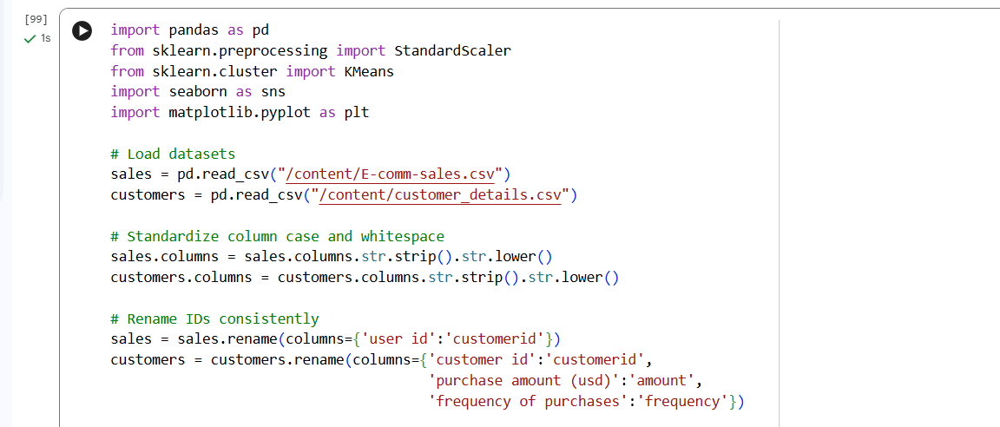 [99]
1s
import pandas as pd
from sklearn.preprocessing import StandardScaler
from sklearn.cluster import KMeans
import seaborn as sns
import matplotlib.pyplot as plt
# Load datasets
sales = pd.read_csv("/content/E-comm-sales.csv")
customers = pd.read_csv("/content/customer_details.csv")
# Standardize column case and whitespace
sales.columns = sales.columns.str.strip().str.lower()
customers.columns = customers.columns.str.strip().str.lower()
# Rename IDs consistently
sales = sales.rename(columns={'user id':'customerid'})
customers = customers.rename(columns={'customer id':'customerid',
'purchase amount (usd)':'amount',
'frequency of purchases':'frequency'})